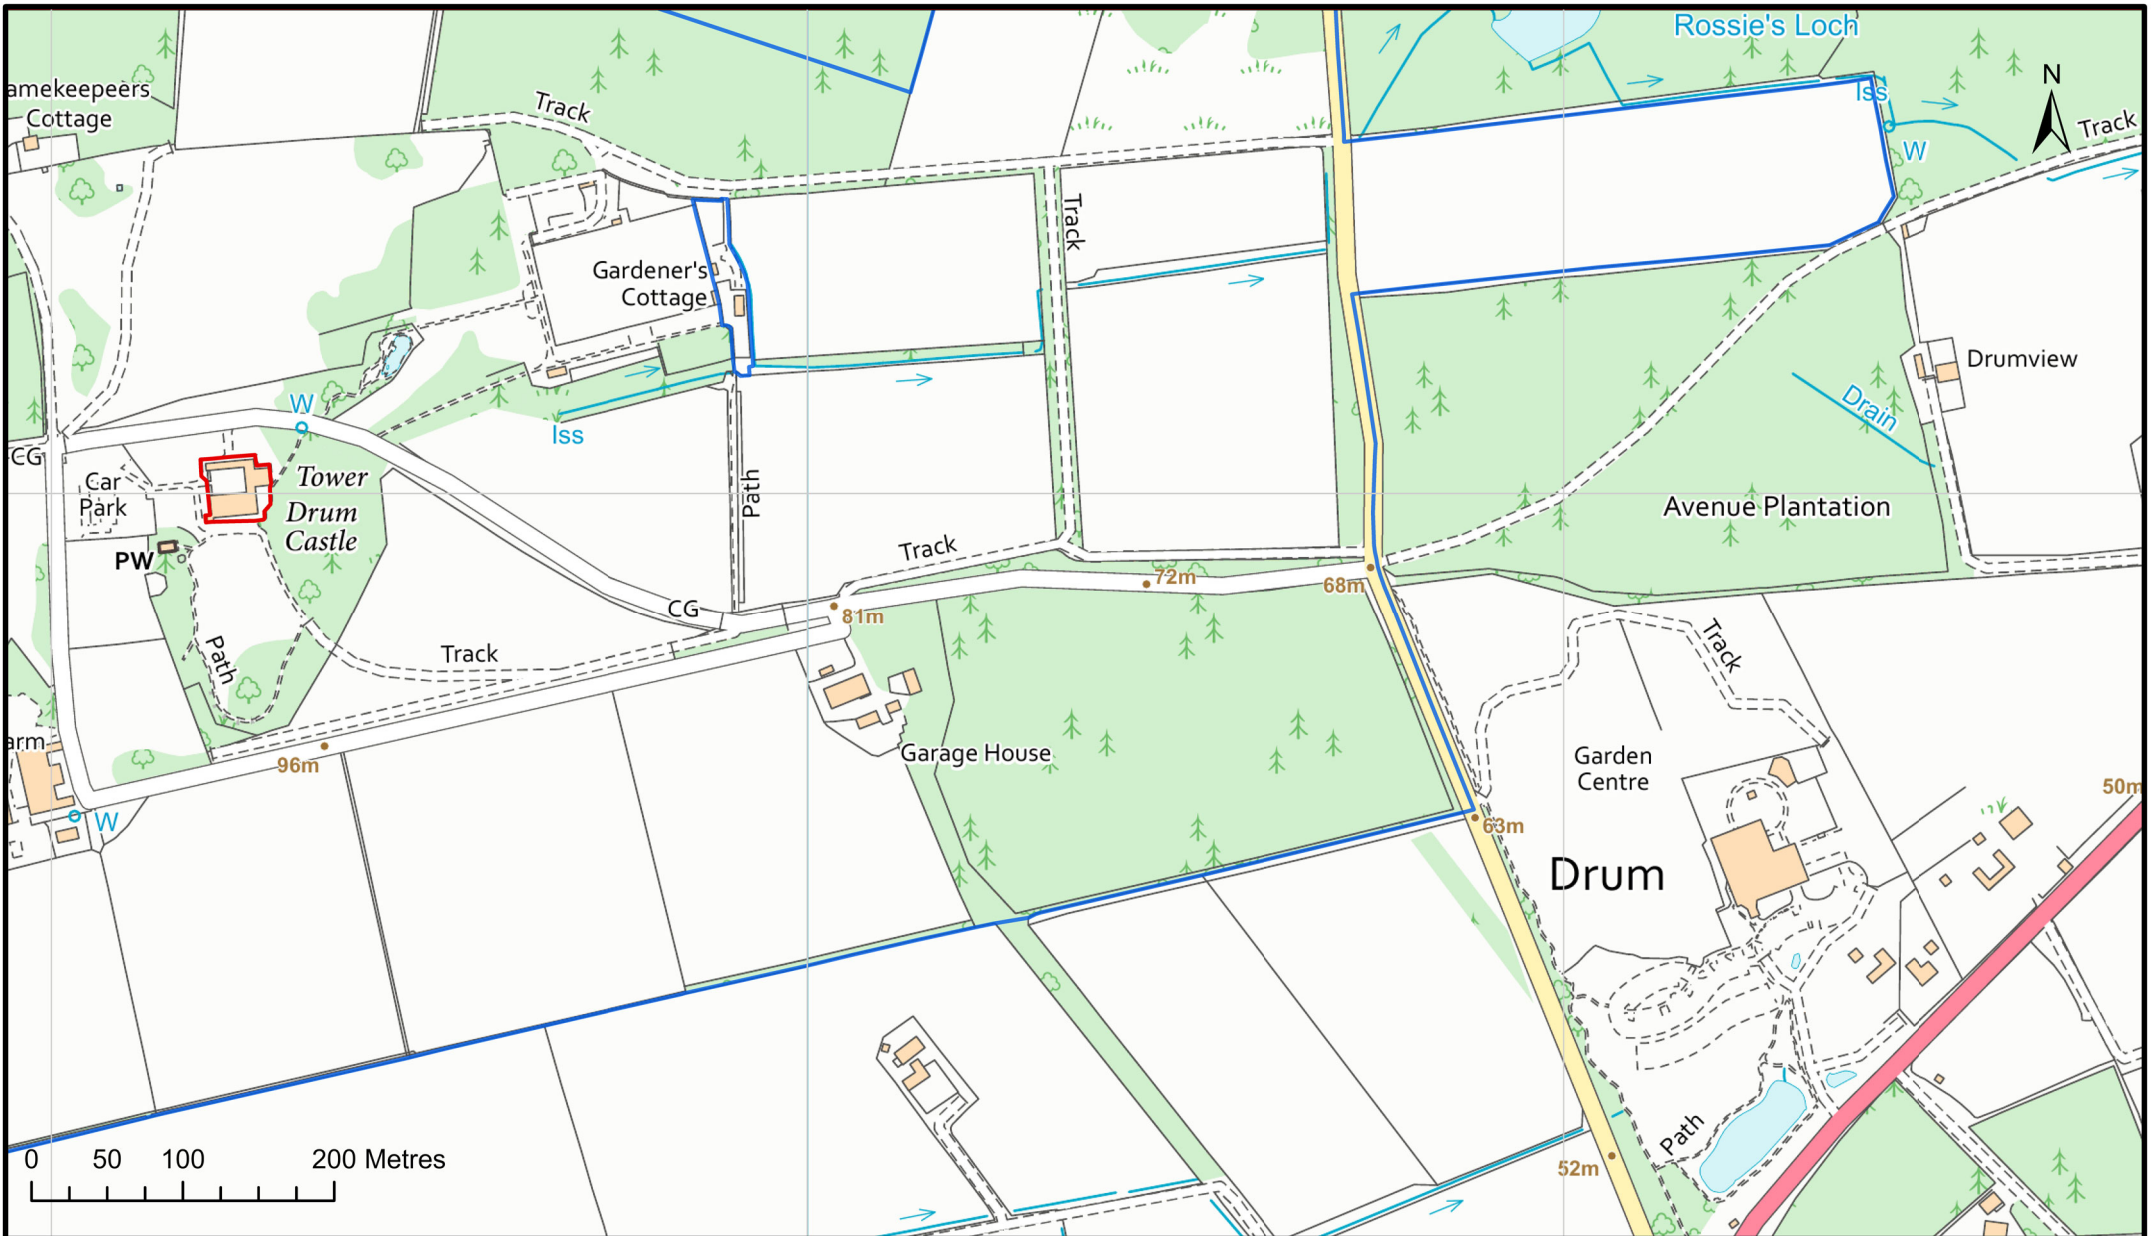 Rossie's Loch
N
amekeepeers
Cottage
Track
Iss
Track
W
Track
Gardener's
Cottage
Drumview
W
Drain
Iss
CG
Car
Park
Tower
Drum
Castle
Path
Avenue Plantation
PW
Track
72m
68m
CG
81m
Track
Path
Track
arm
96m
Garage House
Garden
Centre
50m
W
63m
Drum
Path
52m
0 50 100 200 Metres